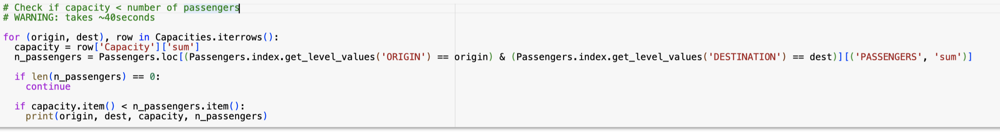 # Check if capacity < number of passengers
# WARNING: takes ~40seconds
for (origin, dest), row in Capacities.iterrows():
  capacity = row['Capacity']['sum']
  n_passengers = Passengers.loc[(Passengers.index.get_level_values('ORIGIN') == origin) & (Passengers.index.get_level_values('DESTINATION') == dest)][('PASSENGERS', 'sum')]
  if len(n_passengers) == 0:
    continue
  if capacity.item() < n_passengers.item():
    print(origin, dest, capacity, n_passengers)